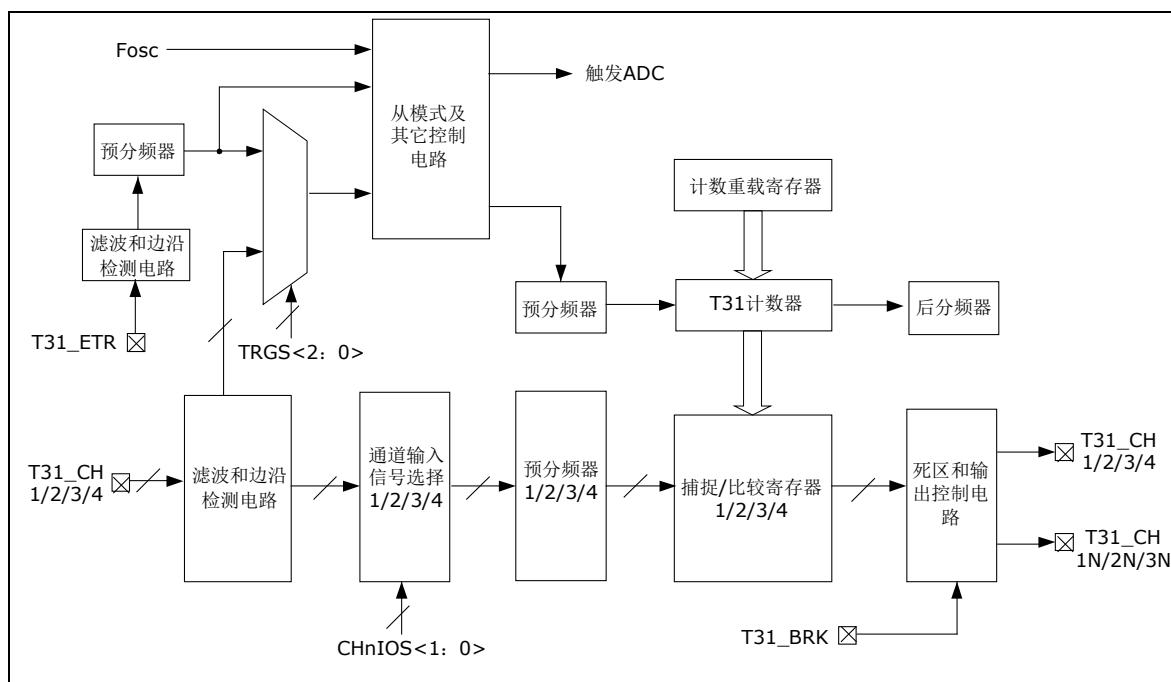 Fosc
触发ADC
从模式及
其它控制
电路
预分频器
计数重载寄存器
滤波和边沿
检测电路
预分频器
T31计数器
后分频器
T31_ETR
TRGS<2：0>
T31_CH
1/2/3/4
滤波和边沿
检测电路
通道输入
信号选择
1/2/3/4
预分频器
1/2/3/4
捕捉/比较寄存器
1/2/3/4
死区和输
出控制电
路
T31_CH
1/2/3/4
T31_CH
1N/2N/3N
T31_BRK
CHnIOS<1：0>